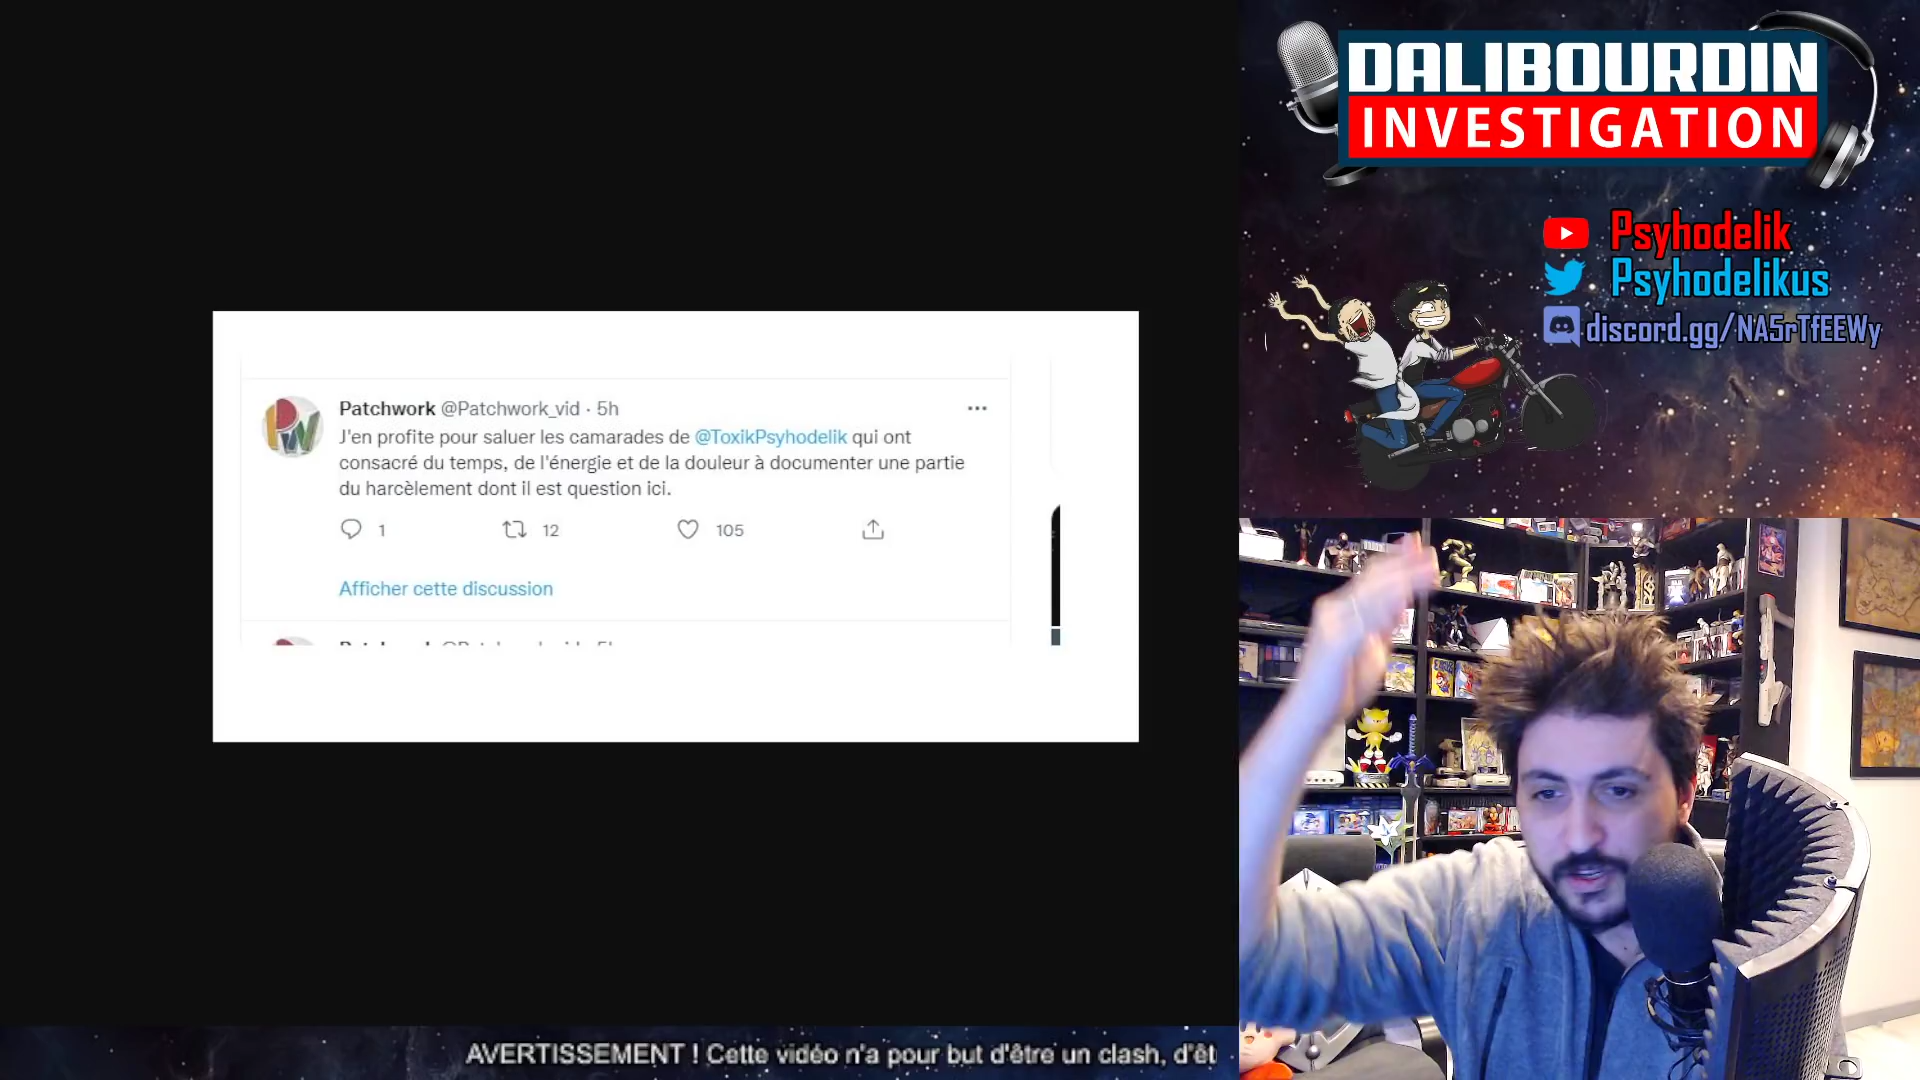 DALIBOURDIN
INVESTIGATION
Psyhodelik
Psyhodelikus
discord.gg/NA5rTfEEWy
Patchwork @Patchwork_vid · 5h
J'en profite pour saluer les camarades de @ToxikPsyhodelik qui ont
consacré du temps, de l'énergie et de la douleur à documenter une partie
du harcèlement dont il est question ici.
1 12 105
Afficher cette discussion
AVERTISSEMENT ! Cette vidéo n'a pour but d'être un clash, d'êt